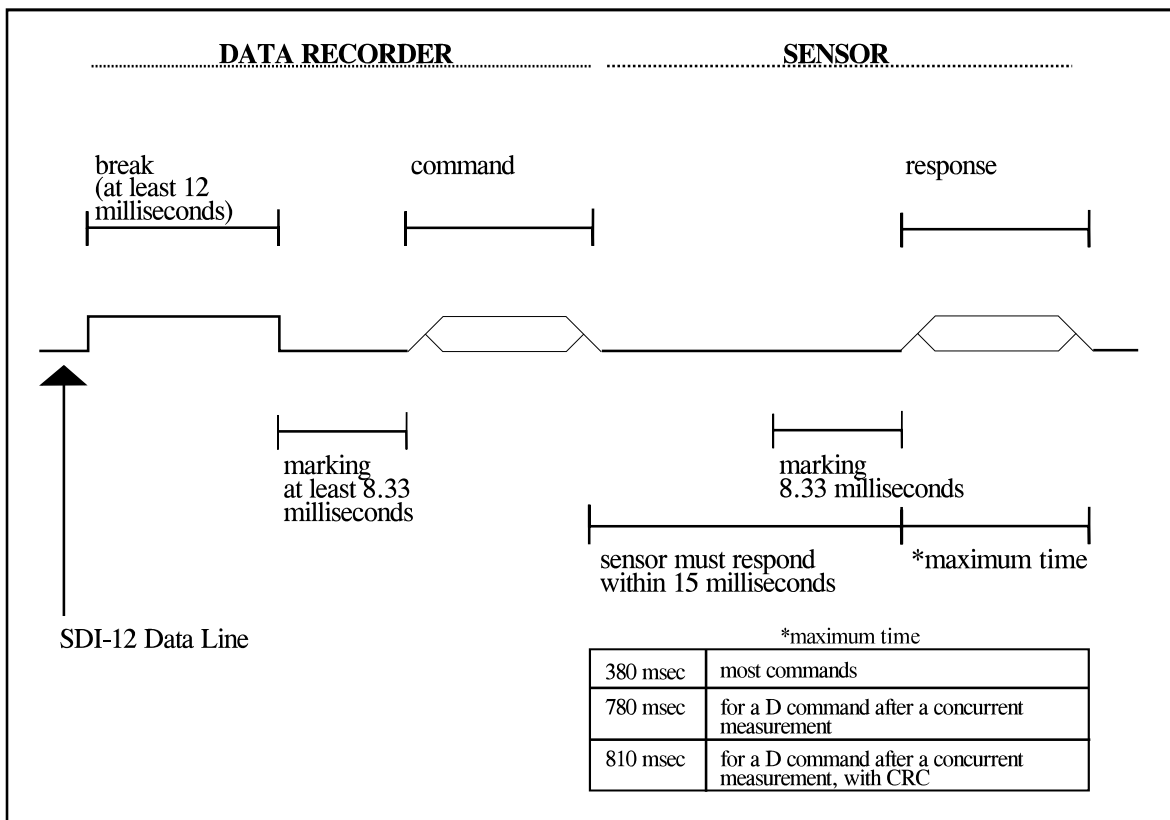 DATA RECORDER
SENSOR
break
(at least 12
milliseconds)
command
response
marking
at least 8.33
milliseconds
marking
8.33 milliseconds
sensor must respond
within 15 milliseconds
*maximum time
SDI-12 Data Line
*maximum time
380 msec most commands
780 msec for a D command after a concurrent
measurement
810 msec for a D command after a concurrent
measurement, with CRC